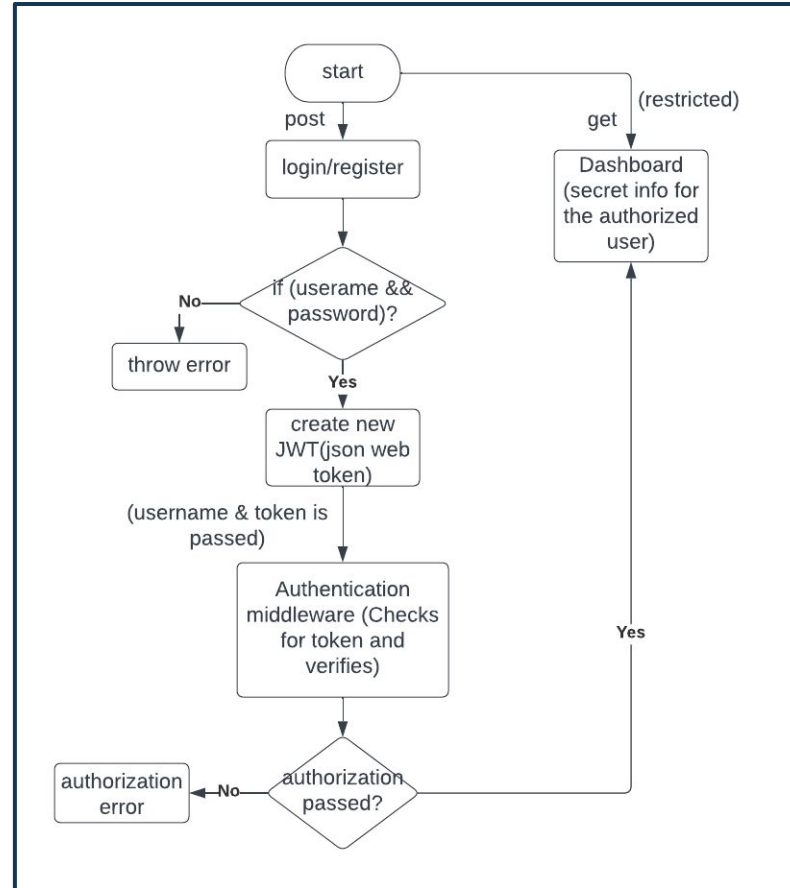 start
post
(restricted)
get
login/register
Dashboard
(secret info for
the authorized
user)
if (userame &&
password)?
No
throw error
Yes
create new
JWT(json web
token)
(username & token is
passed)
Authentication
middleware (Checks
for token and
verifies)
Yes
authorization
passed?
No
authorization
error